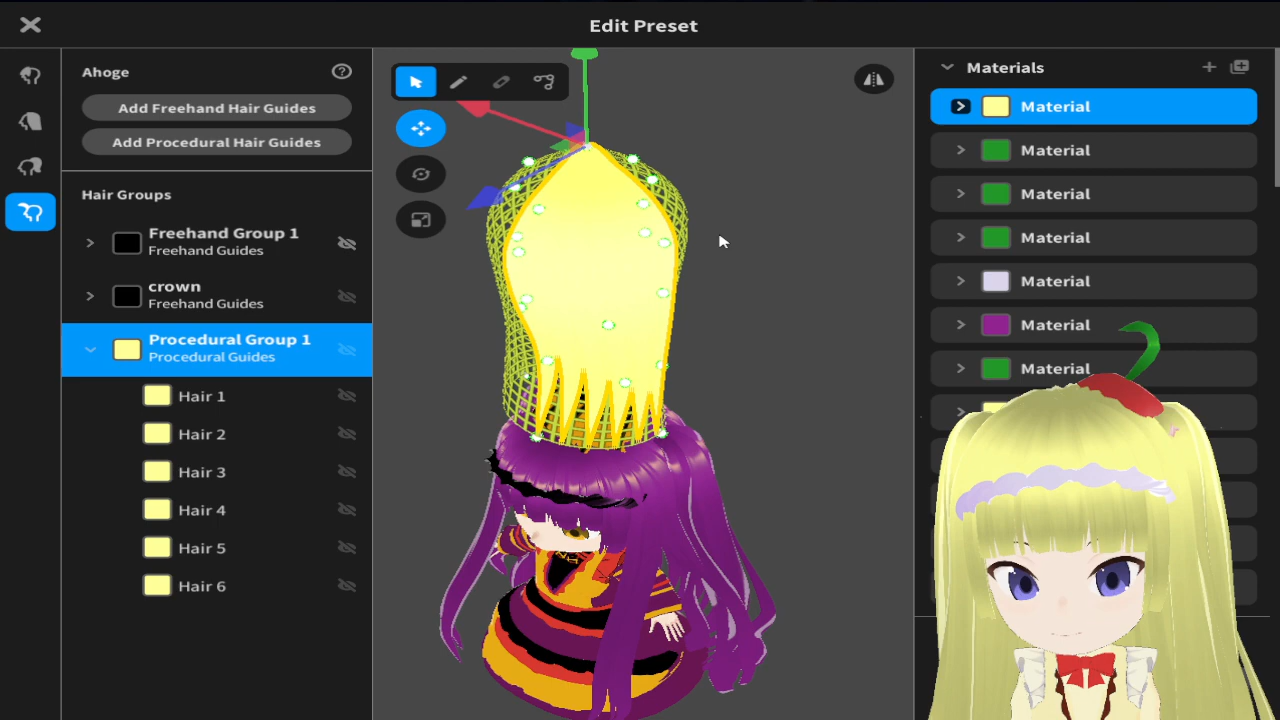 Edit Preset
Ahoge
Add Freehand Hair Guides
Add Procedural Hair Guides
Hair Groups
Freehand Group 1
Freehand Guides
crown
Freehand Guides
Procedural Group 1
Procedural Guides
Hair 1
Hair 2
Hair 3
Hair 4
Hair 5
Hair 6
Materials
Material
Material
Material
Material
Material
Material
Material